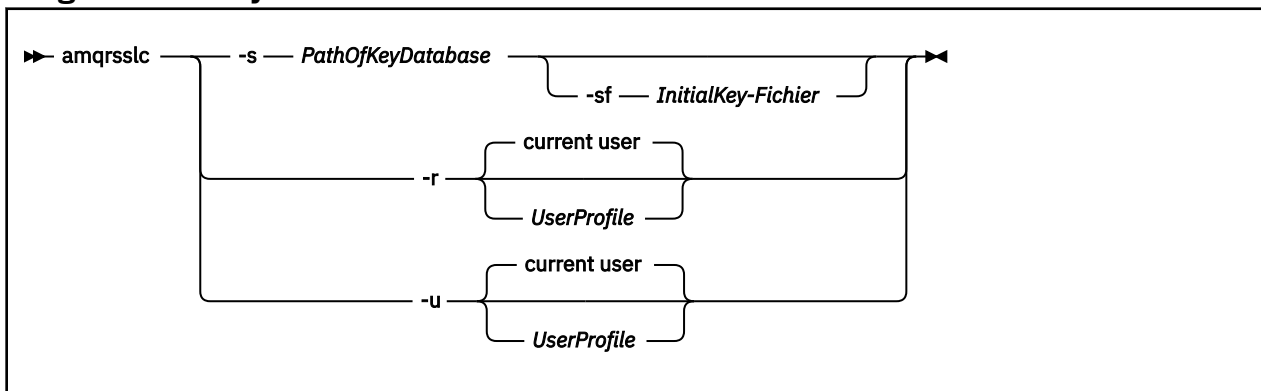 amqrsslc -s PathOfKeyDatabase
-sf InitialKey-Fichier
current user
-r
UserProfile
current user
-u
UserProfile